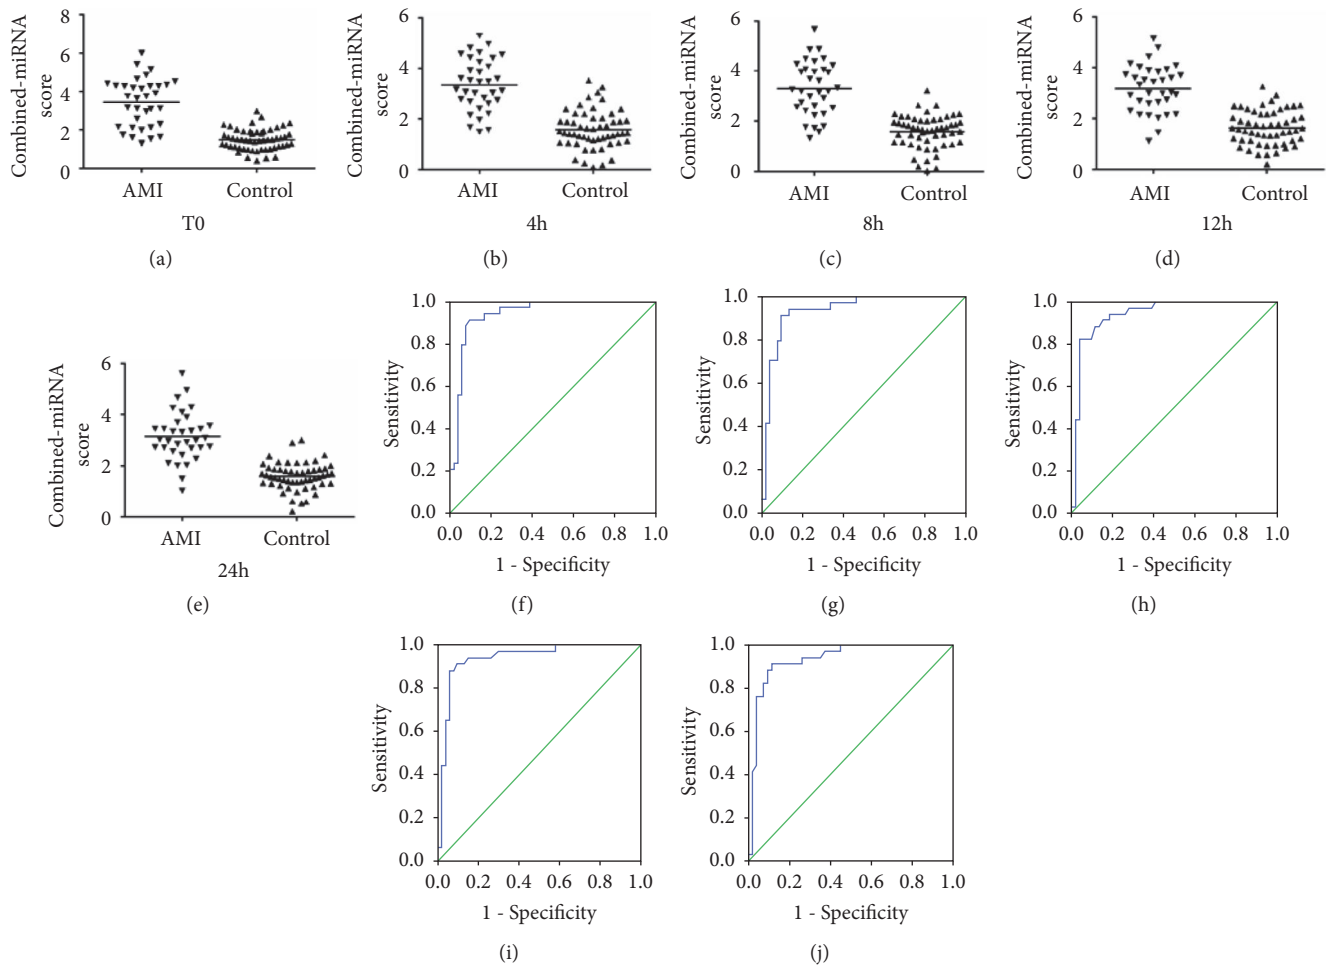 Combined-miRNA
score
8
6
4
2
0
AMI
Control
T0
(a)
Combined-miRNA
score
6
4
2
0
AMI
Control
4h
(b)
Combined-miRNA
score
6
4
2
0
AMI
Control
8h
(c)
Combined-miRNA
score
6
4
2
0
AMI
Control
12h
(d)
Combined-miRNA
score
6
4
2
0
AMI
Control
24h
(e)
Sensitivity
1.0
0.8
0.6
0.4
0.2
0.0
0.0 0.2 0.4 0.6 0.8 1.0
1 - Specificity
(f)
Sensitivity
1.0
0.8
0.6
0.4
0.2
0.0
0.0 0.2 0.4 0.6 0.8 1.0
1 - Specificity
(g)
Sensitivity
1.0
0.8
0.6
0.4
0.2
0.0
0.0 0.2 0.4 0.6 0.8 1.0
1 - Specificity
(h)
Sensitivity
1.0
0.8
0.6
0.4
0.2
0.0
0.0 0.2 0.4 0.6 0.8 1.0
1 - Specificity
(i)
Sensitivity
1.0
0.8
0.6
0.4
0.2
0.0
0.0 0.2 0.4 0.6 0.8 1.0
1 - Specificity
(j)